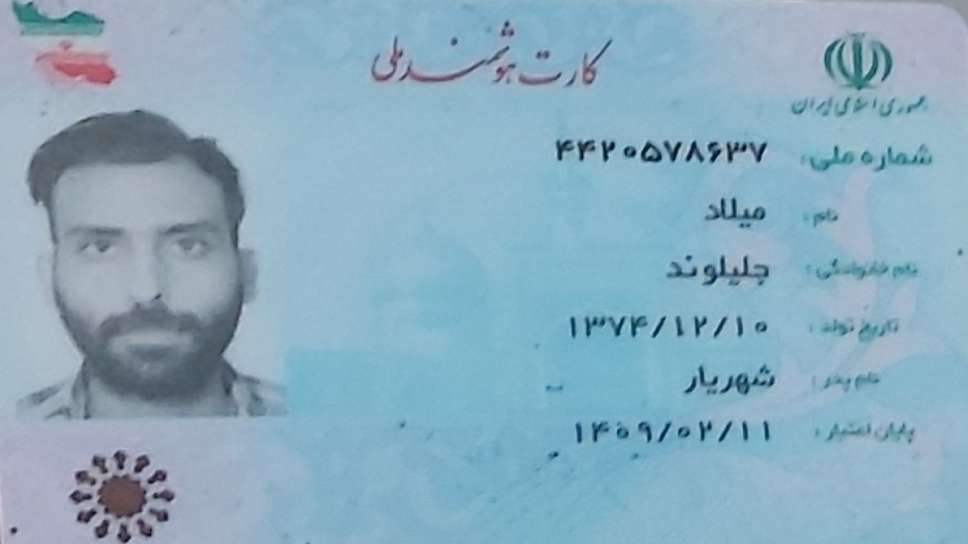 کارت هوشمند ملی
جمهوری اسلامی ایران
شماره ملی: ۴۴۲۰۵۷۸۶۳۷
نام: میلاد
نام خانوادگی: جلیلوند
تاریخ تولد: ۱۳۷۴/۱۲/۱۰
نام پدر: شهریار
پایان اعتبار: ۱۴۰۹/۰۲/۱۱